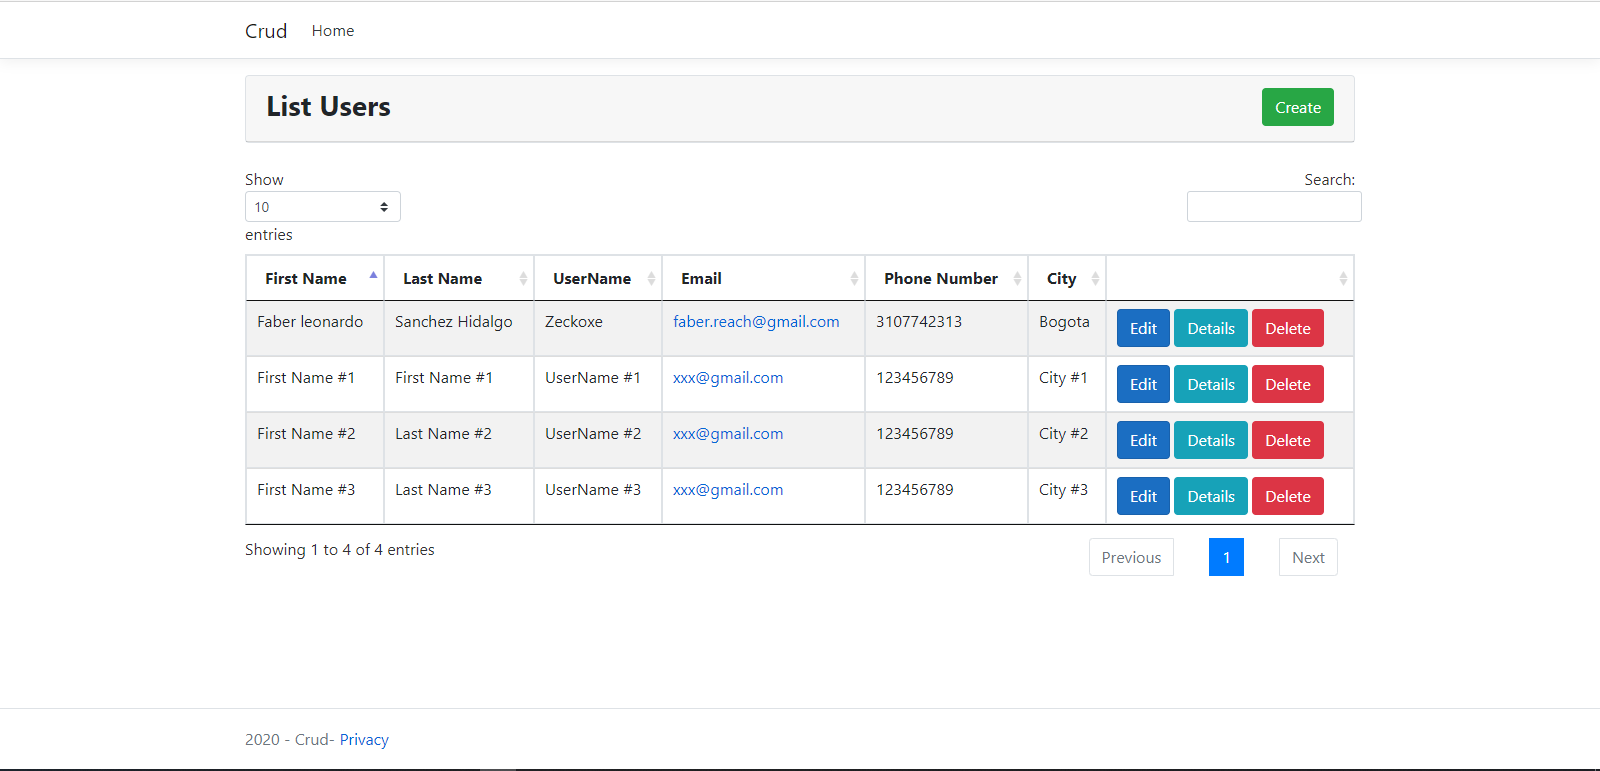 Crud Home
List Users Create
Show Search:
10
entries
First Name Last Name UserName Email Phone Number City
Faber leonardo Sanchez Hidalgo Zeckoxe faber.reach@gmail.com 3107742313 Bogota Edit Details Delete
First Name #1 First Name #1 UserName #1 xxx@gmail.com 123456789 City #1 Edit Details Delete
First Name #2 Last Name #2 UserName #2 xxx@gmail.com 123456789 City #2 Edit Details Delete
First Name #3 Last Name #3 UserName #3 xxx@gmail.com 123456789 City #3 Edit Details Delete
Showing 1 to 4 of 4 entries Previous 1 Next
2020 - Crud- Privacy